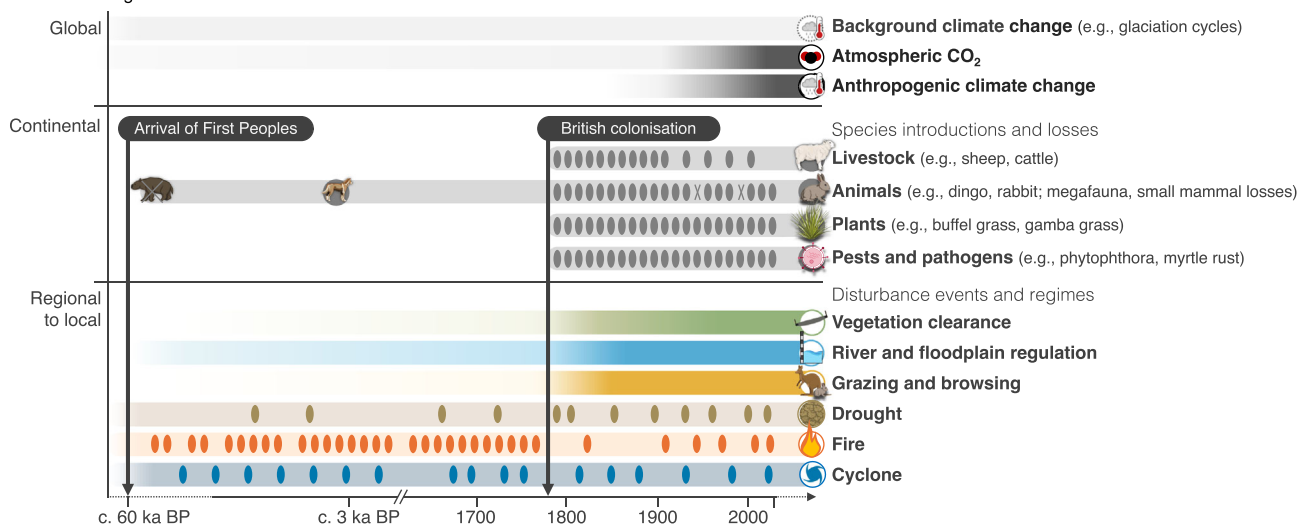 Global
Background climate change (e.g., glaciation cycles)
Atmospheric CO₂
Anthropogenic climate change
Continental
Arrival of First Peoples
British colonisation
Species introductions and losses
Livestock (e.g., sheep, cattle)
Animals (e.g., dingo, rabbit; megafauna, small mammal losses)
Plants (e.g., buffel grass, gamba grass)
Pests and pathogens (e.g., phytophthora, myrtle rust)
Regional
to local
Disturbance events and regimes
Vegetation clearance
River and floodplain regulation
Grazing and browsing
Drought
Fire
Cyclone
c. 60 ka BP
c. 3 ka BP
1700
1800
1900
2000